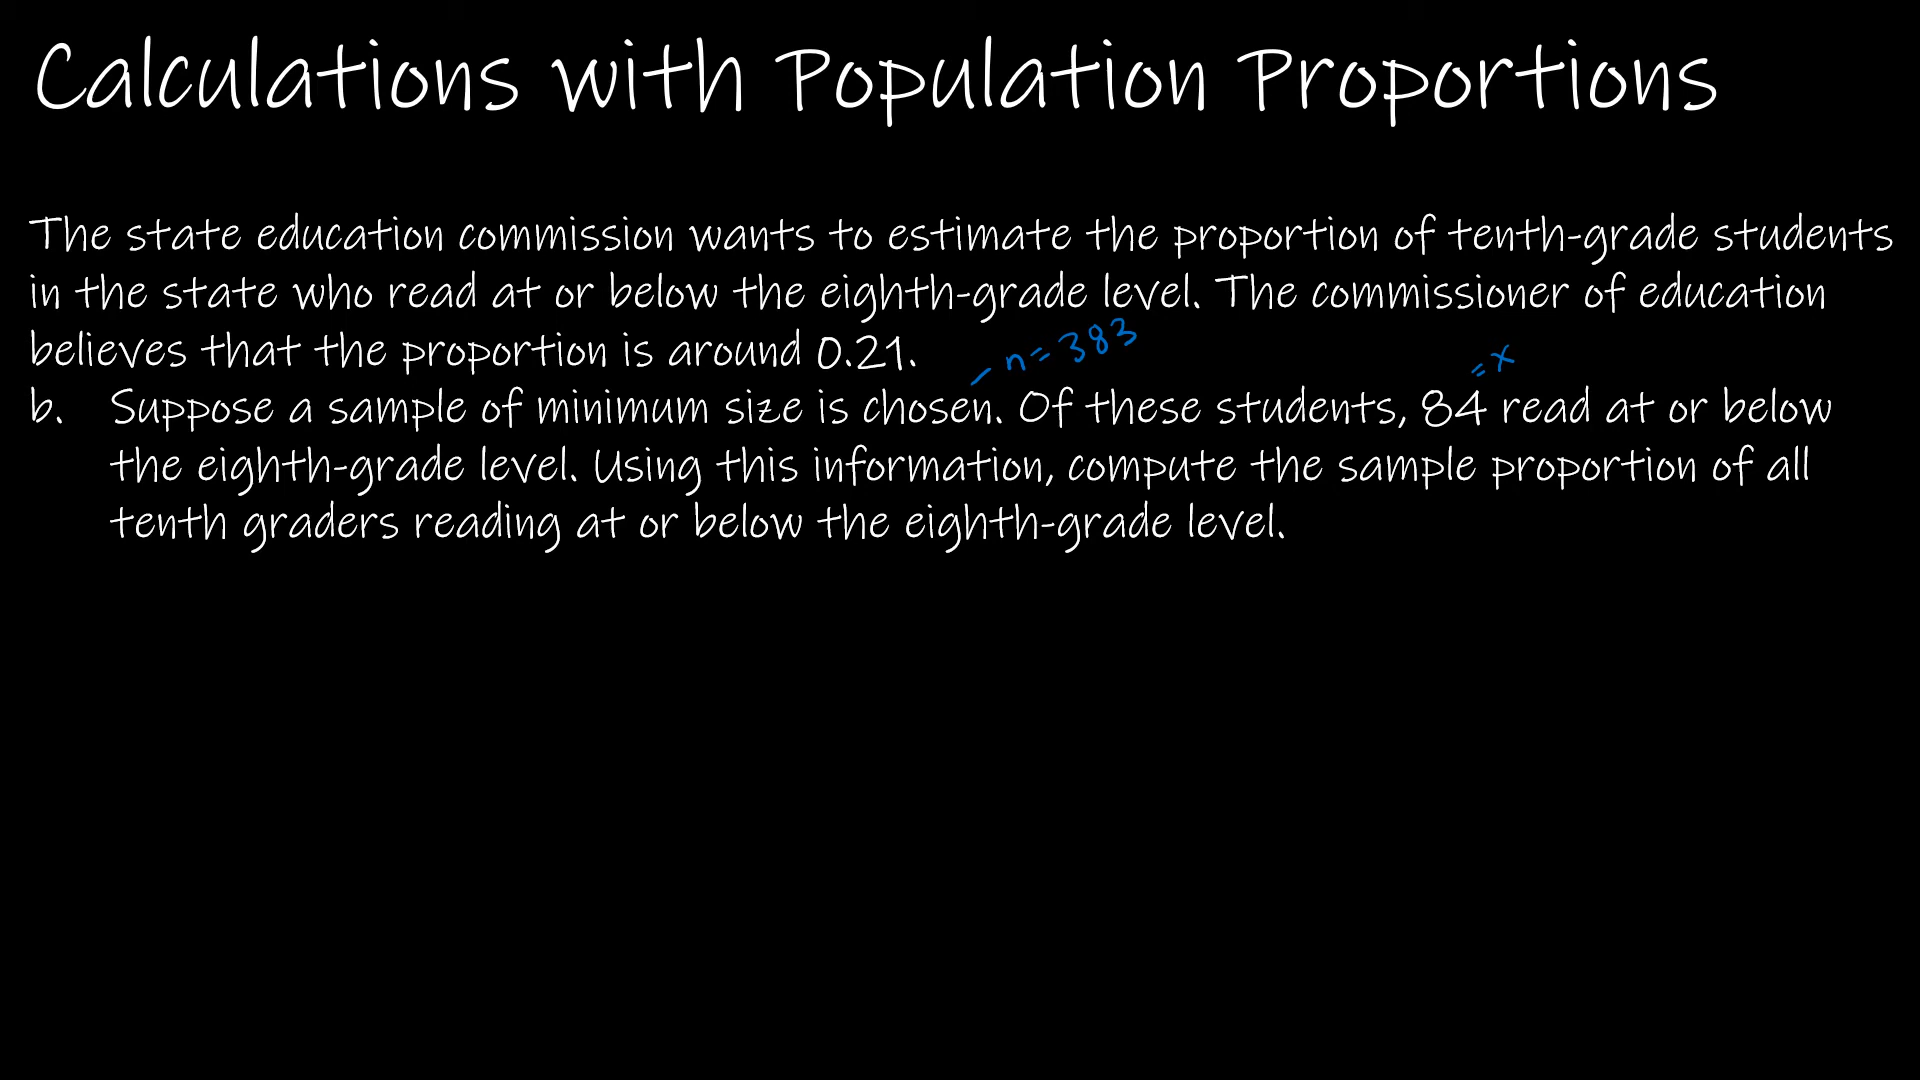 Calculations with Population Proportions
The state education commission wants to estimate the proportion of tenth-grade students
in the state who read at or below the eighth-grade level. The commissioner of education
believes that the proportion is around 0.21.
n = 383
= x
b. Suppose a sample of minimum size is chosen. Of these students, 84 read at or below
the eighth-grade level. Using this information, compute the sample proportion of all
tenth graders reading at or below the eighth-grade level.